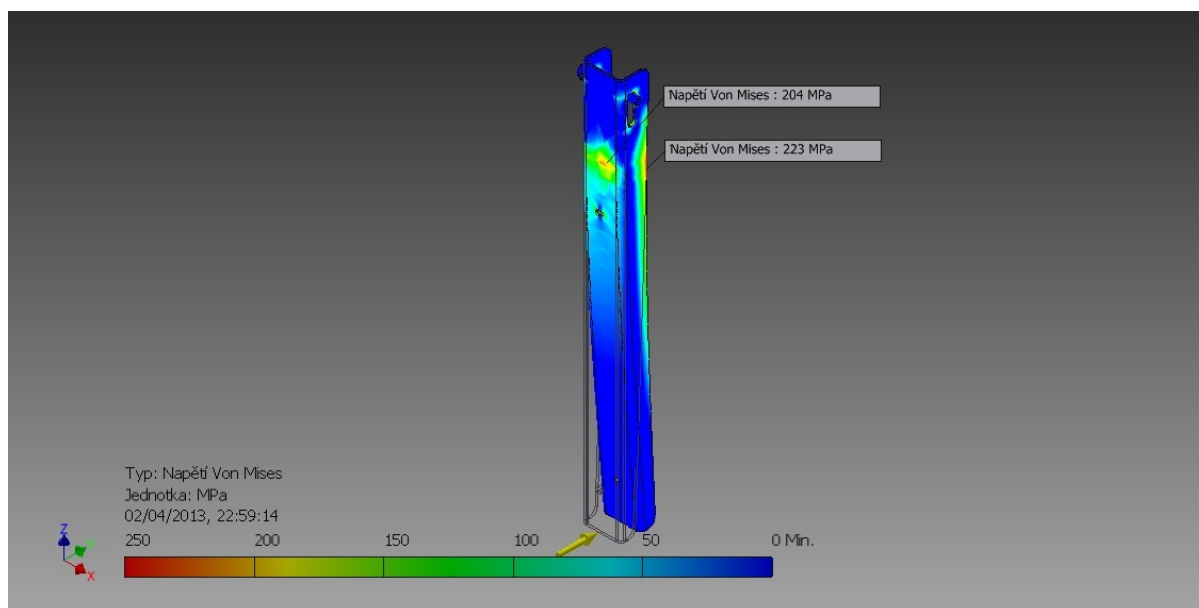 Napětí Von Mises : 204 MPa
Napětí Von Mises : 223 MPa
Typ: Napětí Von Mises
Jednotka: MPa
02/04/2013, 22:59:14
250 200 150 100 50 0 Min.
Z
X